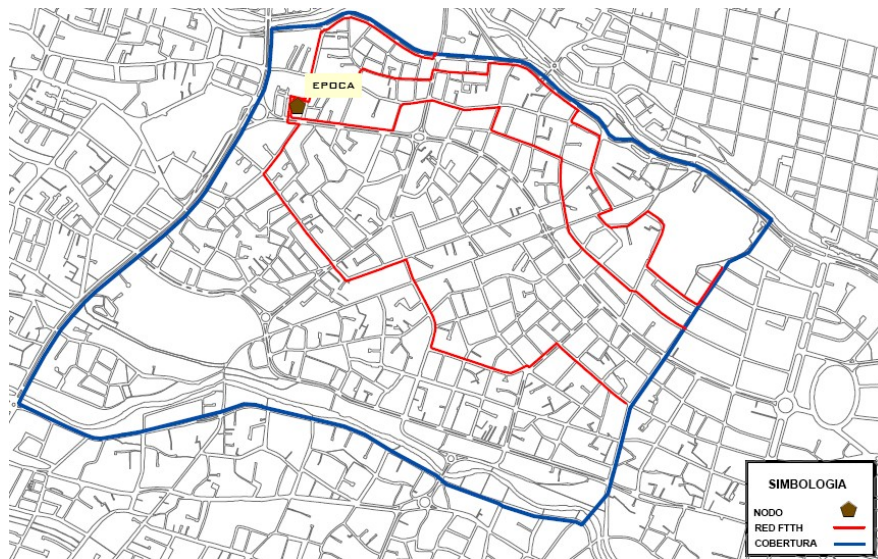 EPOCA
SIMBOLOGIA
NODO
RED FTTH
COBERTURA